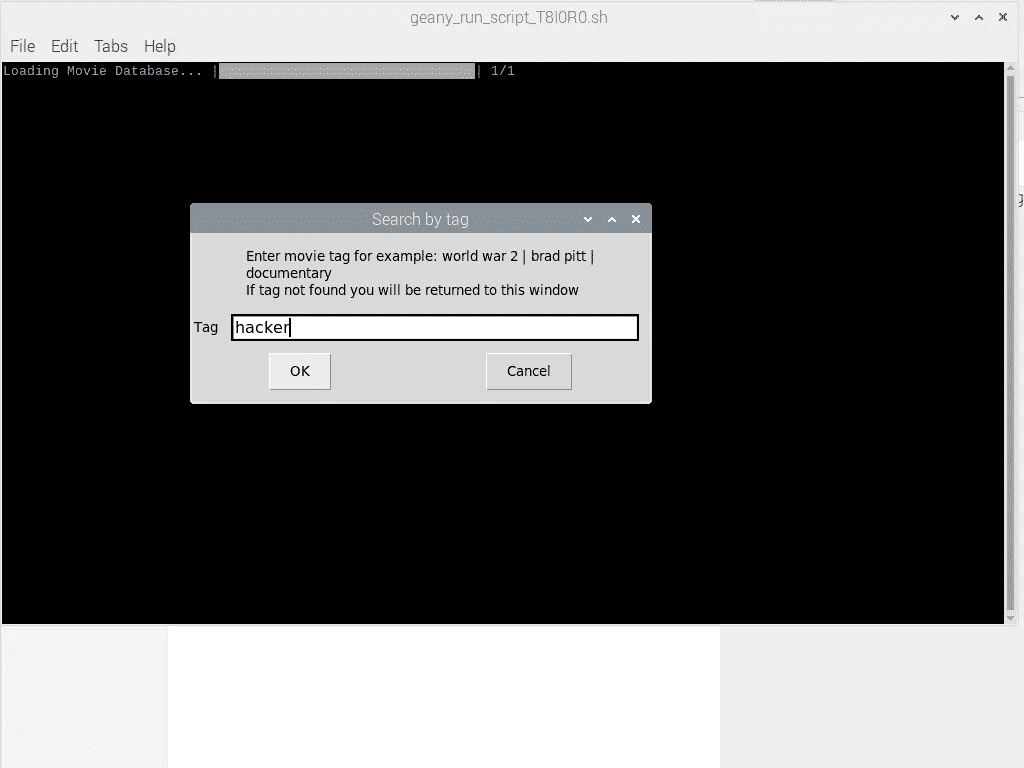 geany_run_script_T8I0R0.sh
File Edit Tabs Help
Loading Movie Database... | | 1/1
Search by tag
Enter movie tag for example: world war 2 | brad pitt |
documentary
If tag not found you will be returned to this window
Tag hacker
OK Cancel